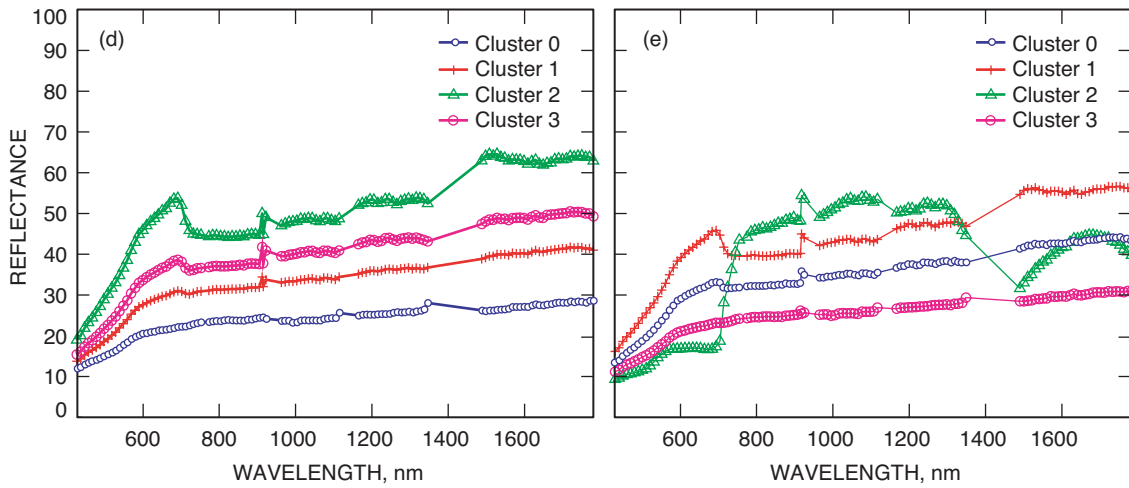 100
90
80
70
60
50
40
30
20
10
0
REFLECTANCE
(d)
Cluster 0
Cluster 1
Cluster 2
Cluster 3
600 800 1000 1200 1400 1600
WAVELENGTH, nm
(e)
Cluster 0
Cluster 1
Cluster 2
Cluster 3
600 800 1000 1200 1400 1600
WAVELENGTH, nm